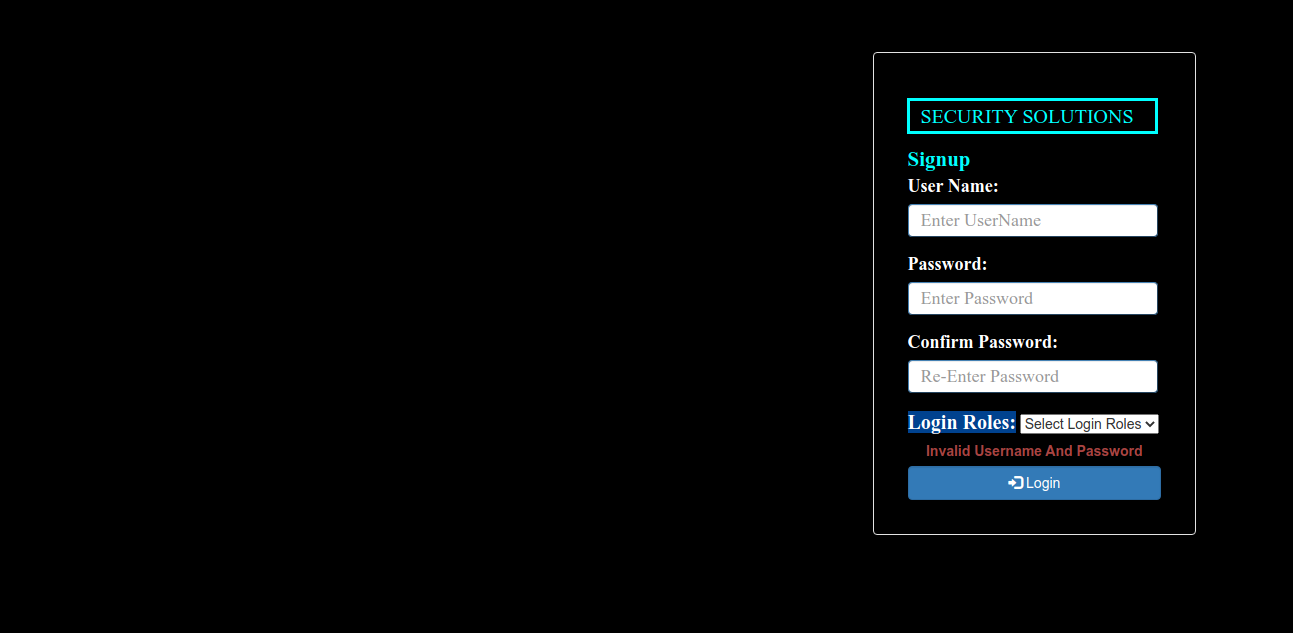 SECURITY SOLUTIONS
Signup
User Name:
Enter UserName
Password:
Enter Password
Confirm Password:
Re-Enter Password
Login Roles: Select Login Roles
Invalid Username And Password
Login